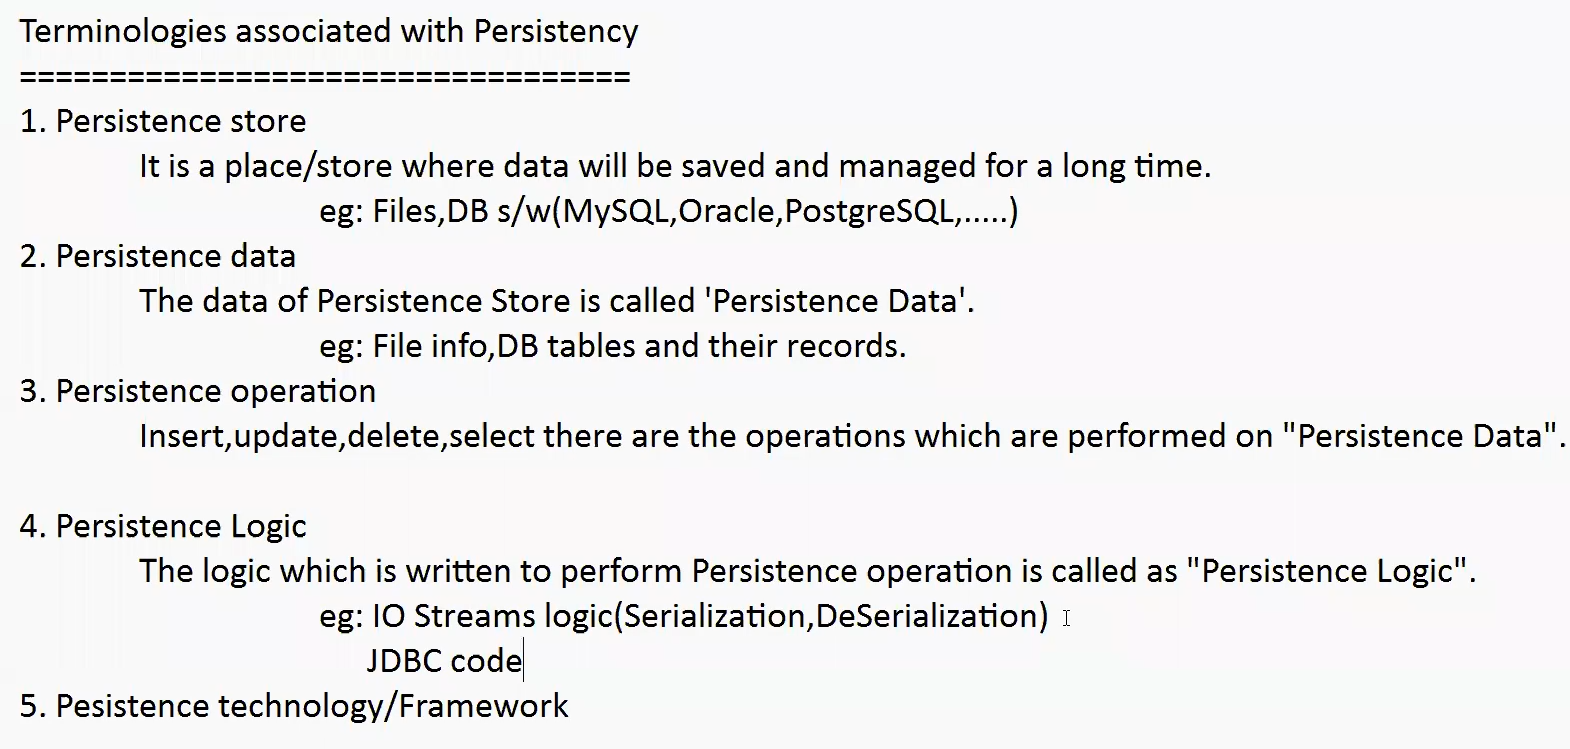 Terminologies associated with Persistency
==================================
1. Persistence store
It is a place/store where data will be saved and managed for a long time.
eg: Files,DB s/w(MySQL,Oracle,PostgreSQL,.....)
2. Persistence data
The data of Persistence Store is called 'Persistence Data'.
eg: File info,DB tables and their records.
3. Persistence operation
Insert,update,delete,select there are the operations which are performed on "Persistence Data".
4. Persistence Logic
The logic which is written to perform Persistence operation is called as "Persistence Logic".
eg: IO Streams logic(Serialization,DeSerialization)
JDBC code
5. Pesistence technology/Framework